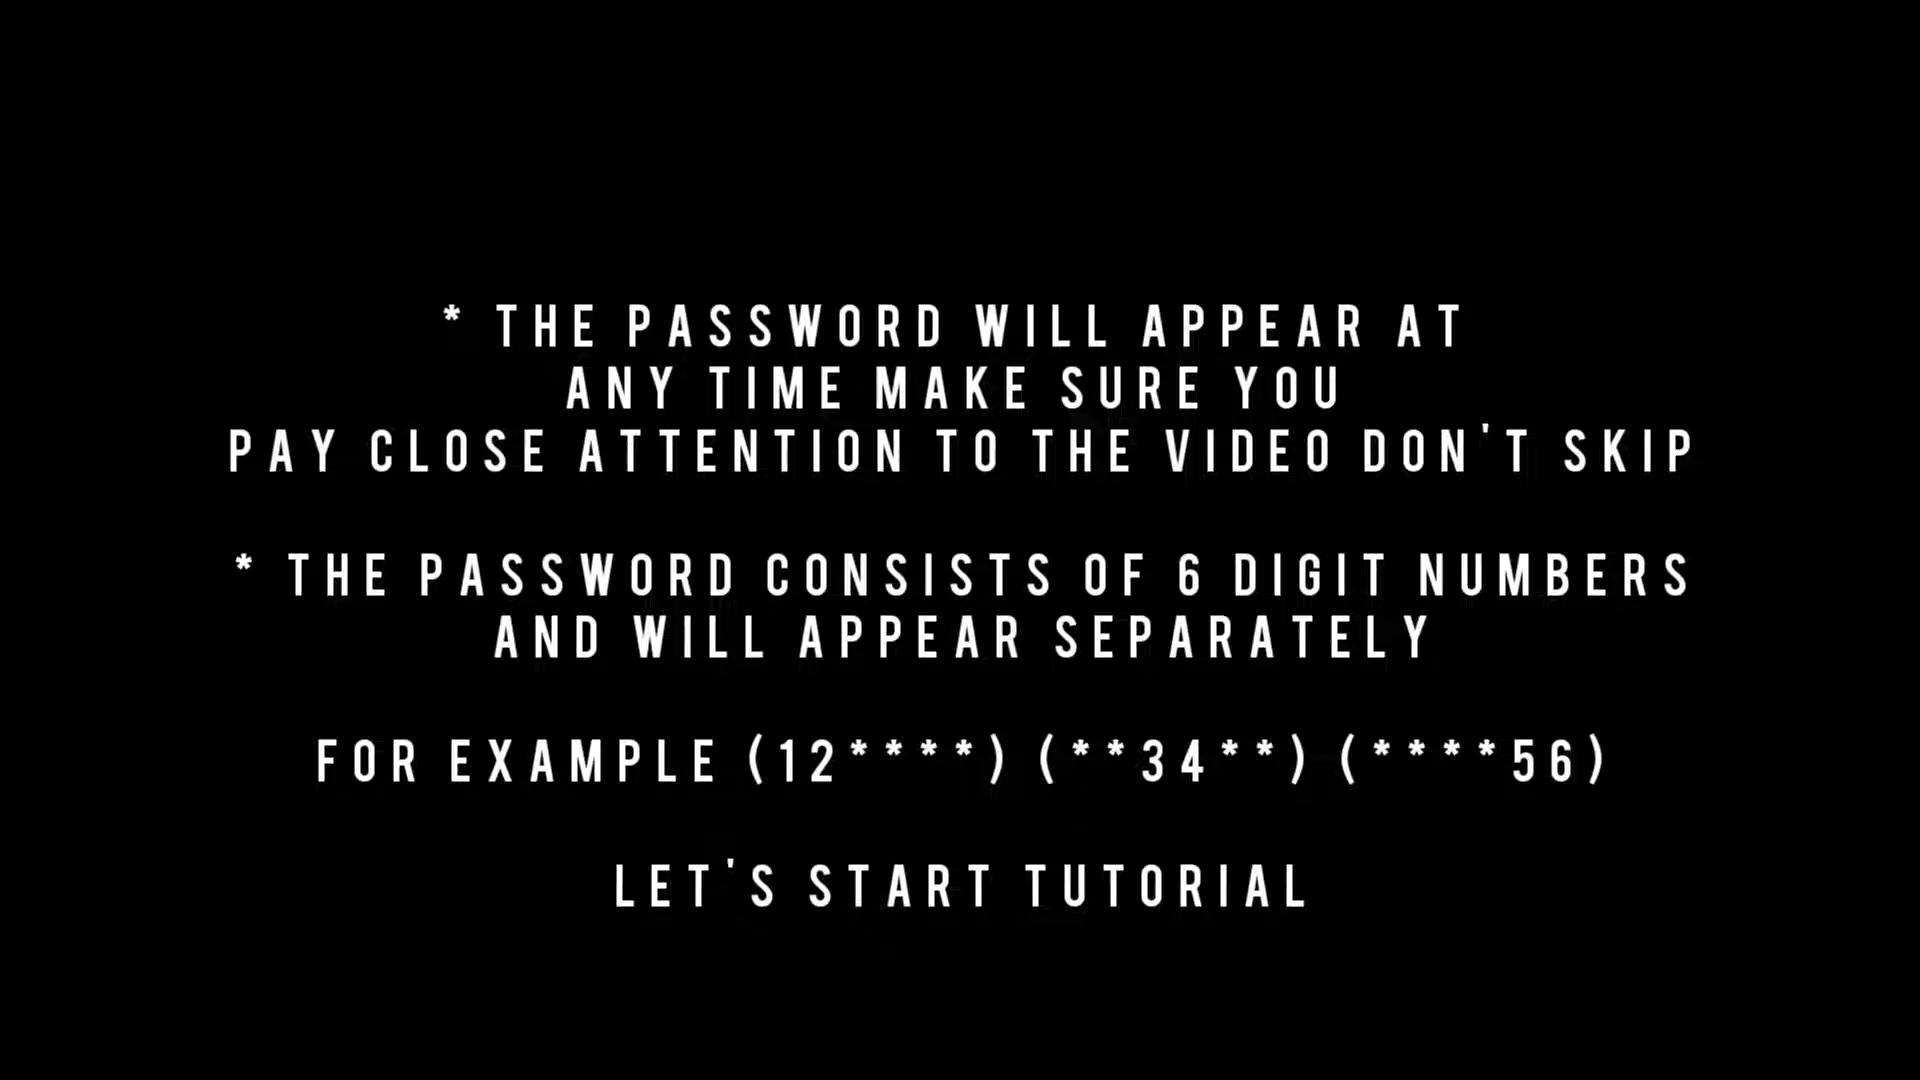 * THE PASSWORD WILL APPEAR AT
ANY TIME MAKE SURE YOU
PAY CLOSE ATTENTION TO THE VIDEO DON'T SKIP
* THE PASSWORD CONSISTS OF 6 DIGIT NUMBERS
AND WILL APPEAR SEPARATELY
FOR EXAMPLE (12****) (**34**) (****56)
LET'S START TUTORIAL